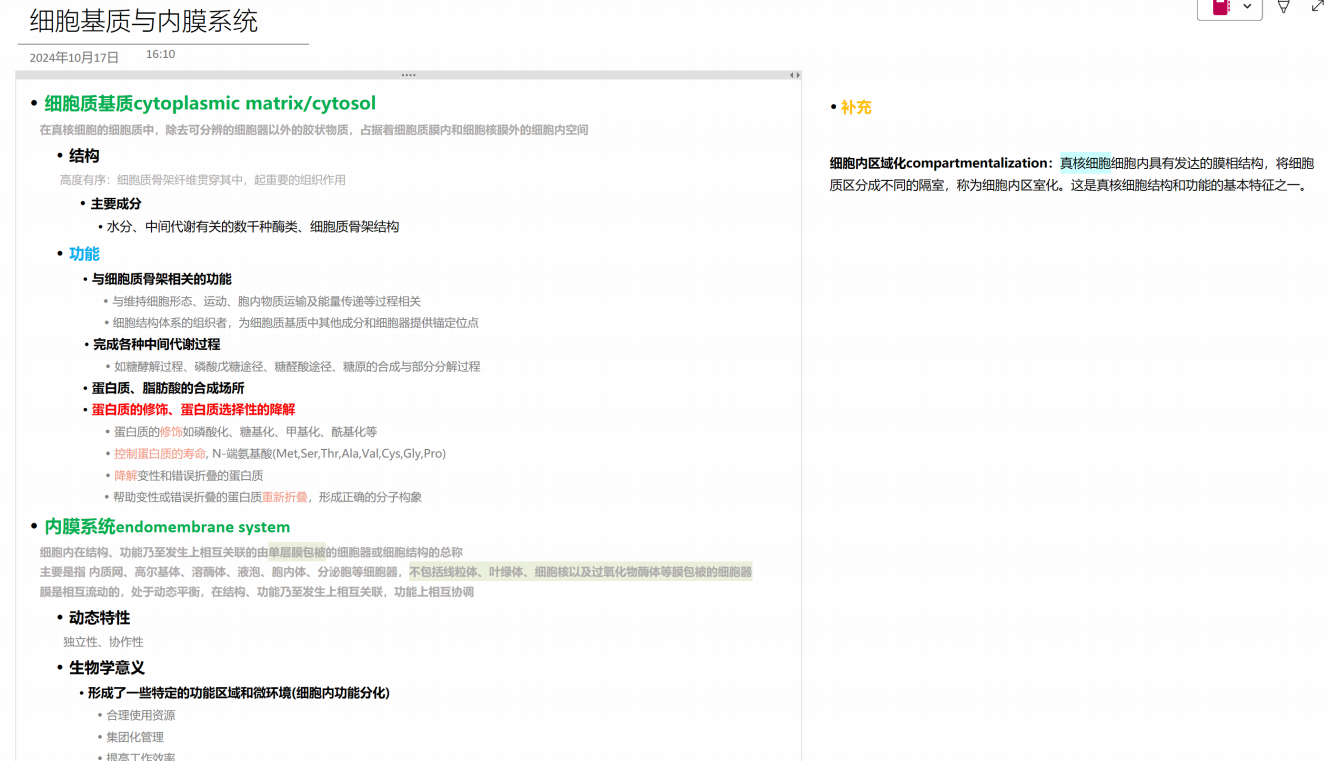 细胞基质与内膜系统
2024年10月17日 16:10
• 细胞质基质cytoplasmic matrix/cytosol
在真核细胞的细胞质中，除去可分辨的细胞器以外的胶状物质，占据着细胞质膜内和细胞核膜外的细胞内空间
• 结构
高度有序：细胞质骨架纤维贯穿其中，起重要的组织作用
• 主要成分
• 水分、中间代谢有关的数千种酶类、细胞质骨架结构
• 功能
• 与细胞质骨架相关的功能
• 与维持细胞形态、运动、胞内物质运输及能量传递等过程相关
• 细胞结构体系的组织者，为细胞质基质中其他成分和细胞器提供锚定位点
• 完成各种中间代谢过程
• 如糖酵解过程、磷酸戊糖途径、糖醛酸途径、糖原的合成与部分分解过程
• 蛋白质、脂肪酸的合成场所
• 蛋白质的修饰、蛋白质选择性的降解
• 蛋白质的修饰如磷酸化、糖基化、甲基化、酰基化等
• 控制蛋白质的寿命, N-端氨基酸(Met,Ser,Thr,Ala,Val,Cys,Gly,Pro)
• 降解变性和错误折叠的蛋白质
• 帮助变性或错误折叠的蛋白质重新折叠，形成正确的分子构象
• 内膜系统endomembrane system
细胞内在结构、功能乃至发生上相互关联的由单层膜包被的细胞器或细胞结构的总称
主要是指 内质网、高尔基体、溶酶体、液泡、胞内体、分泌胞等细胞器，不包括线粒体、叶绿体、细胞核以及过氧化物酶体等膜包被的细胞器
膜是相互流动的，处于动态平衡，在结构、功能乃至发生上相互关联，功能上相互协调
• 动态特性
独立性、协作性
• 生物学意义
• 形成了一些特定的功能区域和微环境(细胞内功能分化)
• 合理使用资源
• 集团化管理
• 提高工作效率
• 补充
细胞内区域化compartmentalization：真核细胞细胞内具有发达的膜相结构，将细胞
质区分成不同的隔室，称为细胞内区室化。这是真核细胞结构和功能的基本特征之一。